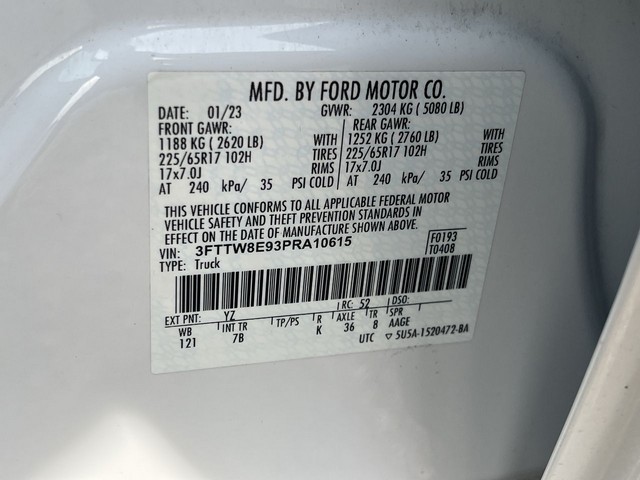 MFD. BY FORD MOTOR CO.
DATE: 01/23 GVWR: 2304 KG ( 5080 LB)
FRONT GAWR: REAR GAWR:
1188 KG ( 2620 LB) WITH 1252 KG ( 2760 LB) WITH
225/65R17 102H TIRES 225/65R17 102H TIRES
17x7.0J RIMS 17x7.0J RIMS
AT 240 kPa/ 35 PSI COLD AT 240 kPa/ 35 PSI COLD
THIS VEHICLE CONFORMS TO ALL APPLICABLE FEDERAL MOTOR
VEHICLE SAFETY AND THEFT PREVENTION STANDARDS IN
EFFECT ON THE DATE OF MANUFACTURE SHOWN ABOVE.
VIN: 3FTTW8E93PRA10615 F0193
TYPE: Truck T0408
EXT PNT: YZ RC: 52 DSO:
WB INT TR TP/PS R AXLE TR SPR
121 7B K 36 8 AAGE
UTC ▽ 5U5A-1520472-BA